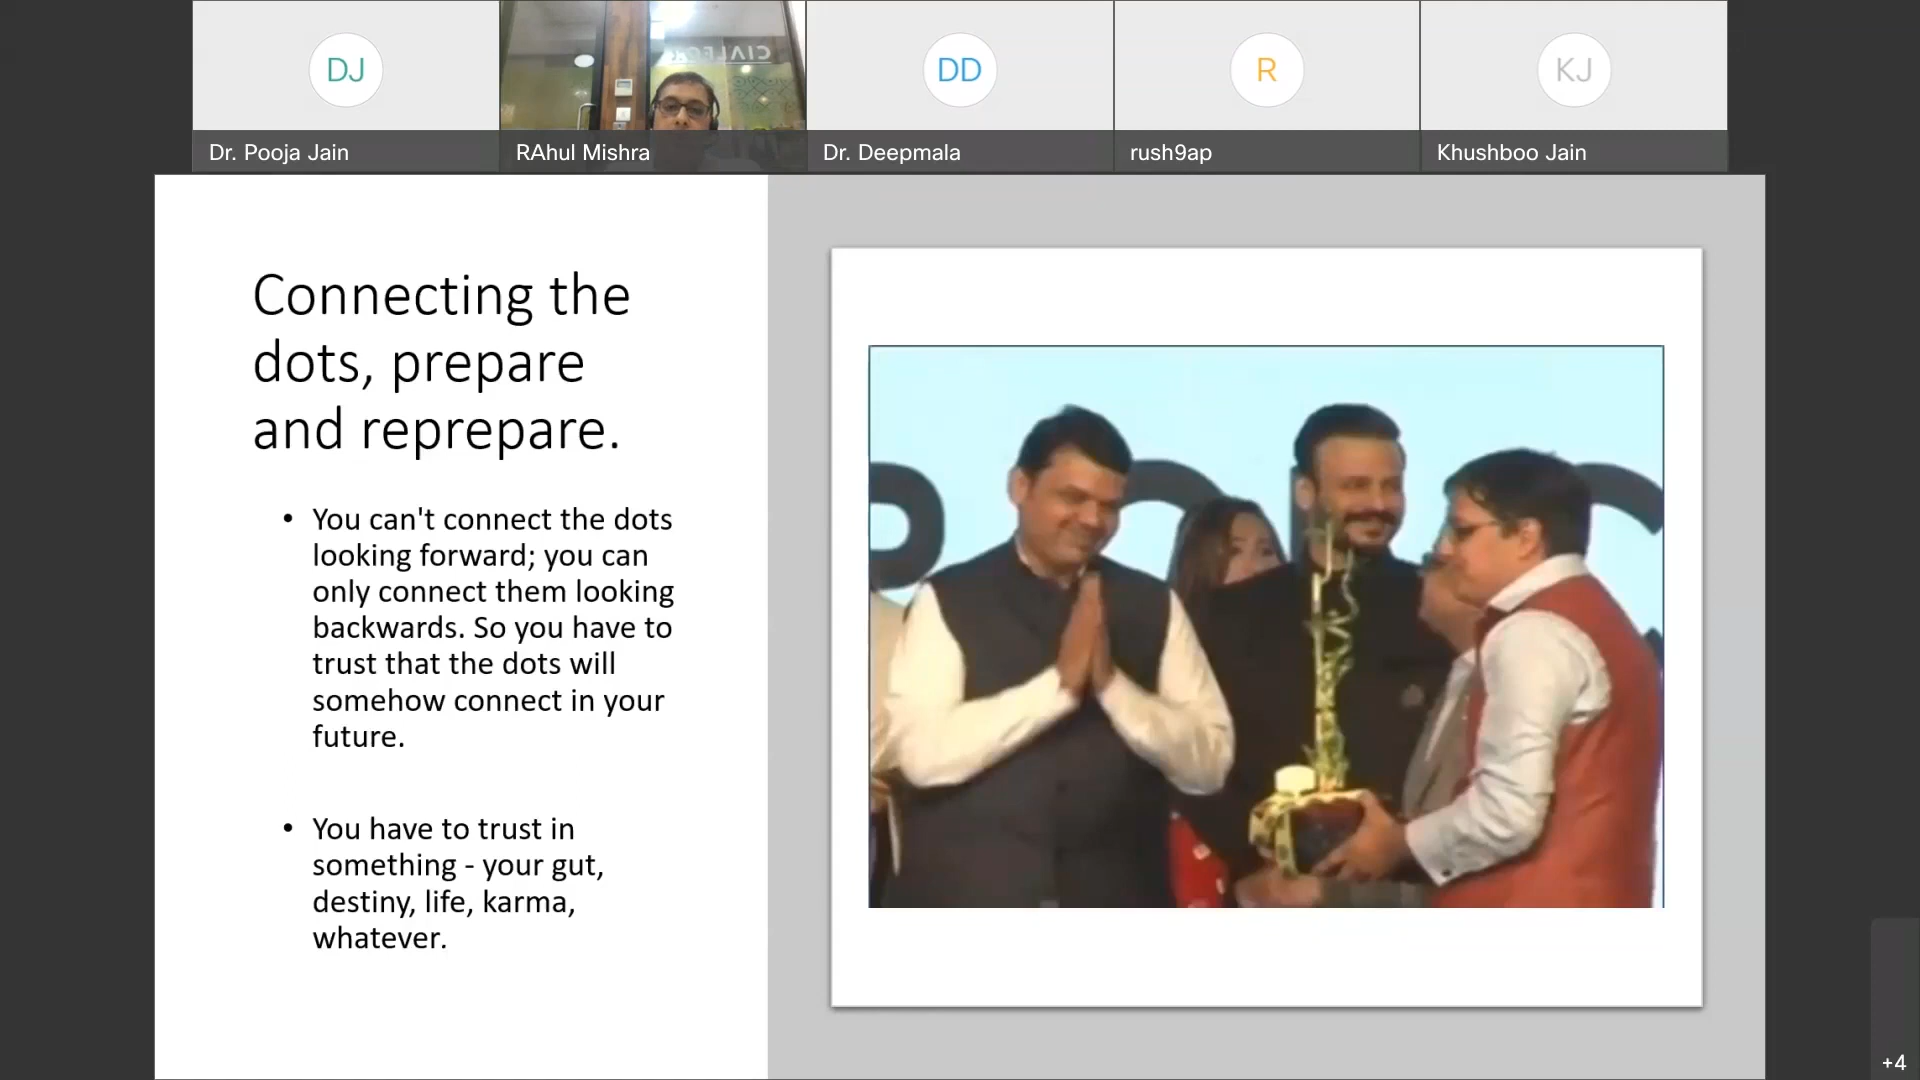 DJ
DD
R
KJ
Dr. Pooja Jain
RAhul Mishra
Dr. Deepmala
rush9ap
Khushboo Jain
Connecting the
dots, prepare
and reprepare.
• You can't connect the dots
looking forward; you can
only connect them looking
backwards. So you have to
trust that the dots will
somehow connect in your
future.
• You have to trust in
something - your gut,
destiny, life, karma,
whatever.
+4